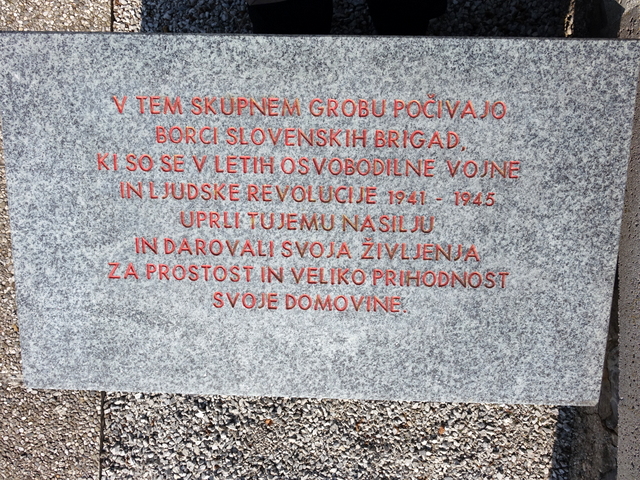 V TEM SKUPNEM GROBU POČIVAJO
BORCI SLOVENSKIH BRIGAD,
KI SO SE V LETIH OSVOBODILNE VOJNE
IN LJUDSKE REVOLUCIJE 1941 - 1945
UPRLI TUJEMU NASILJU
IN DAROVALI SVOJA ŽIVLJENJA
ZA PROSTOST IN VELIKO PRIHODNOST
SVOJE DOMOVINE.